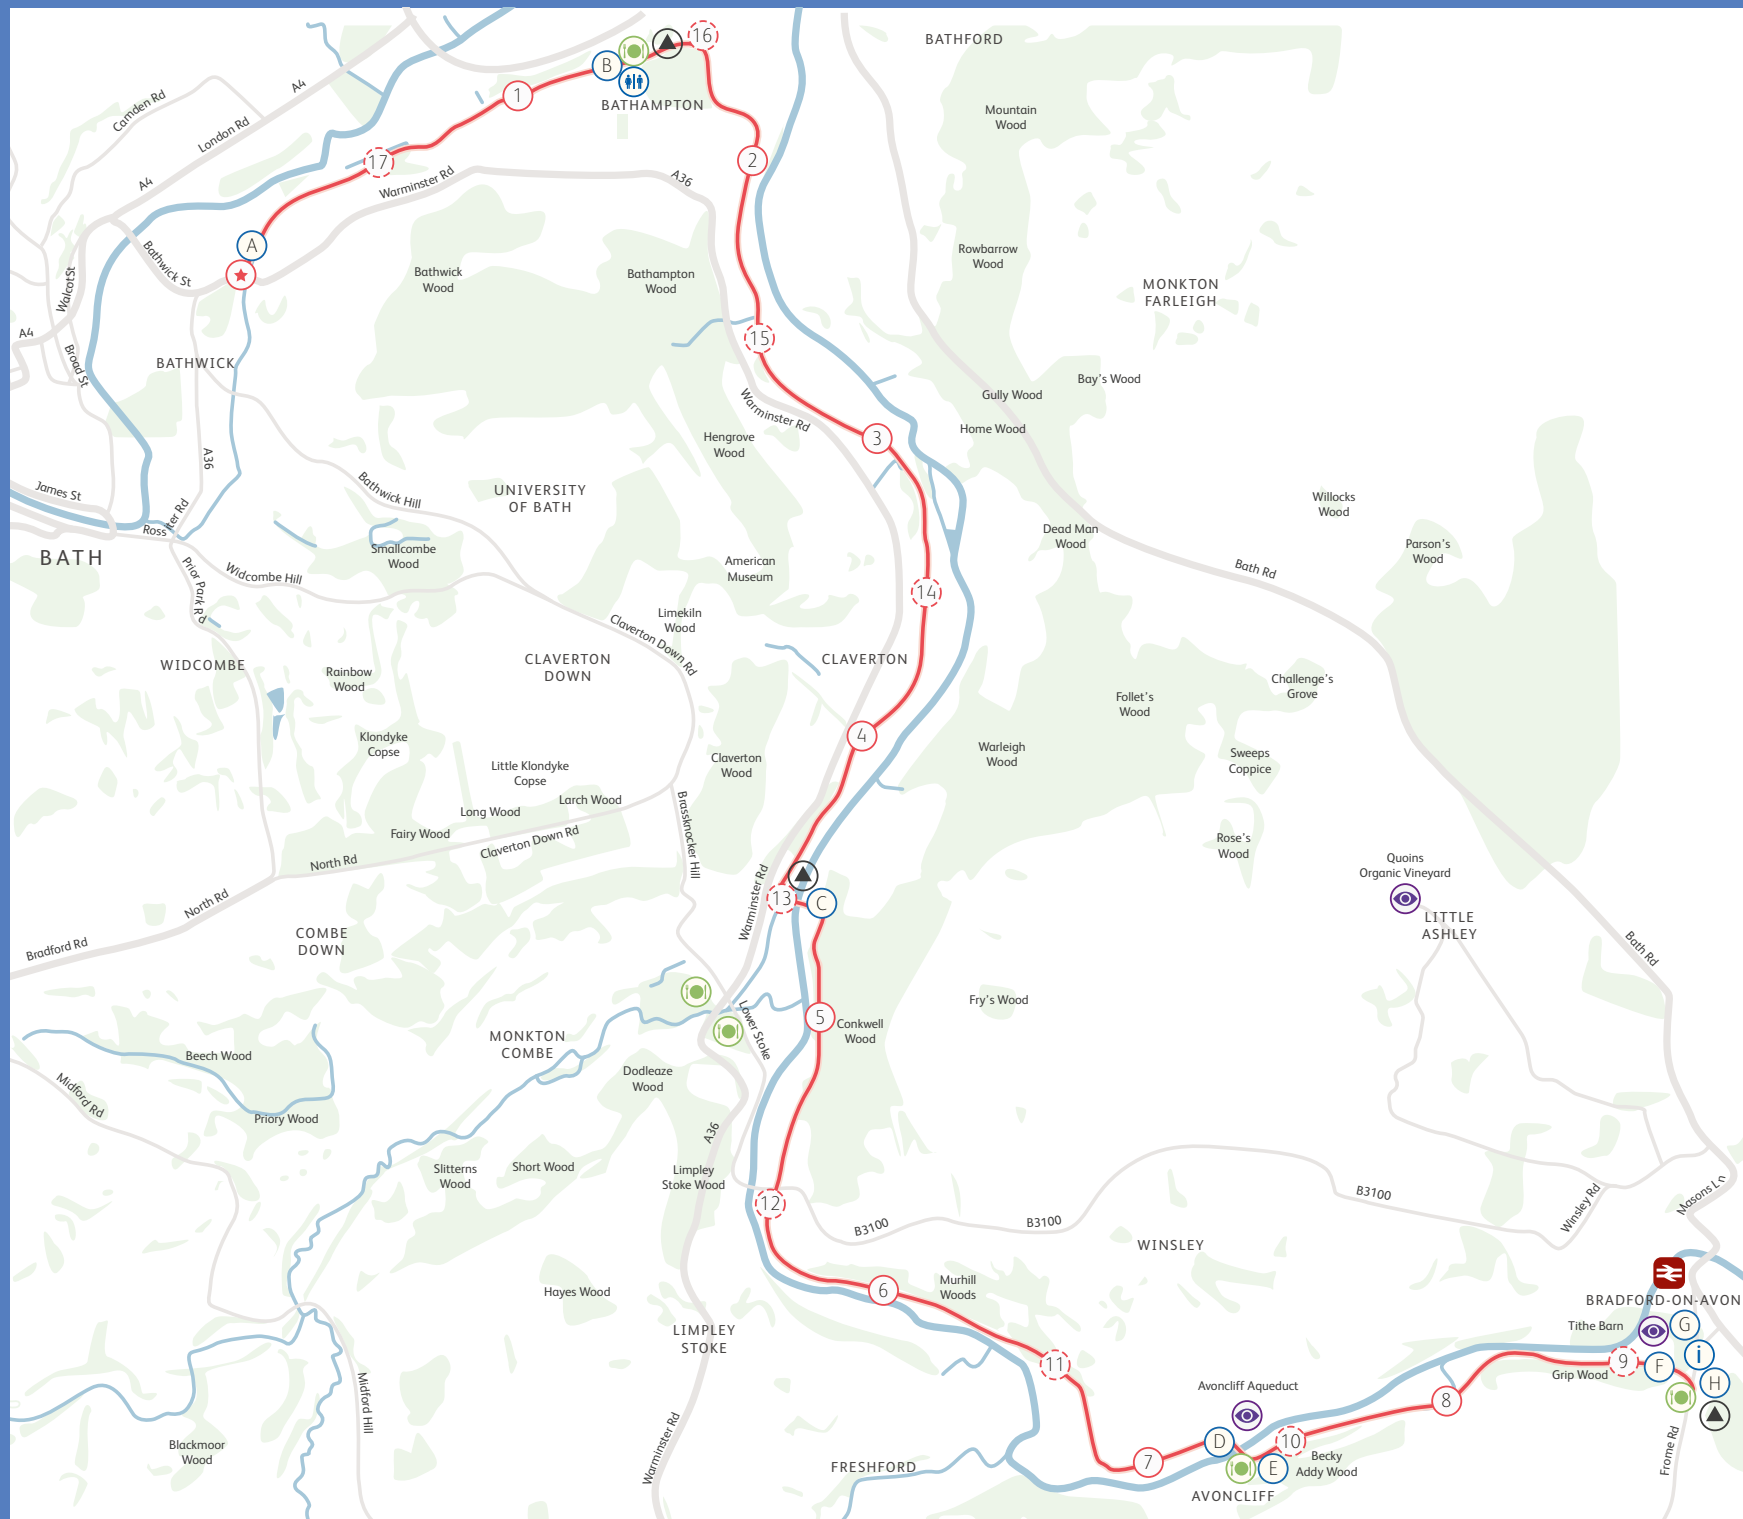 BATHFORD
16
B
BATHAMPTON
1
A4
Camden Rd
London Rd
Mountain
Wood
17
2
A4
Warminster Rd
A36
A
Bathwick St
Rowbarrow
Wood
Bathwick
Wood
Bathampton
Wood
MONKTON
FARLEIGH
Walcot St
A4
15
Broad St
BATHWICK
Bay's Wood
Gully Wood
Warminster Rd
Home Wood
3
Hengrove
Wood
A36
James St
Bathwick Hill
UNIVERSITY
OF BATH
Willocks
Wood
Rossiter Rd
Dead Man
Wood
Parson's
Wood
BATH
Smallcombe
Wood
American
Museum
Bath Rd
Prior Park Rd
Widcombe Hill
14
Limekiln
Wood
Claverton Down Rd
WIDCOMBE
CLAVERTON
DOWN
CLAVERTON
Rainbow
Wood
Challenge's
Grove
Follet's
Wood
Klondyke
Copse
4
Warleigh
Wood
Sweeps
Coppice
Little Klondyke
Copse
Claverton
Wood
Larch Wood
Long Wood
Fairy Wood
Brassknocker Hill
Claverton Down Rd
Rose's
Wood
North Rd
Quoins
Organic Vineyard
Warminster Rd
13
C
North Rd
LITTLE
ASHLEY
COMBE
DOWN
Bradford Rd
Bath Rd
Fry's Wood
5
Conkwell
Wood
Lower Stoke
MONKTON
COMBE
Beech Wood
Dodleaze
Wood
Midford Rd
Priory Wood
A36
Slitterns
Wood
Short Wood
Limpley
Stoke Wood
12
B3100
Masons Ln
Winsley Rd
B3100
B3100
WINSLEY
Hayes Wood
6
Murhill
Woods
BRADFORD-ON-AVON
Tithe Barn
G
LIMPLEY
STOKE
i
11
9
F
Grip Wood
H
Avoncliff Aqueduct
Midford Hill
8
D
10
Blackmoor
Wood
Warminster Rd
7
E
Becky
Addy Wood
Frome Rd
FRESHFORD
AVONCLIFF